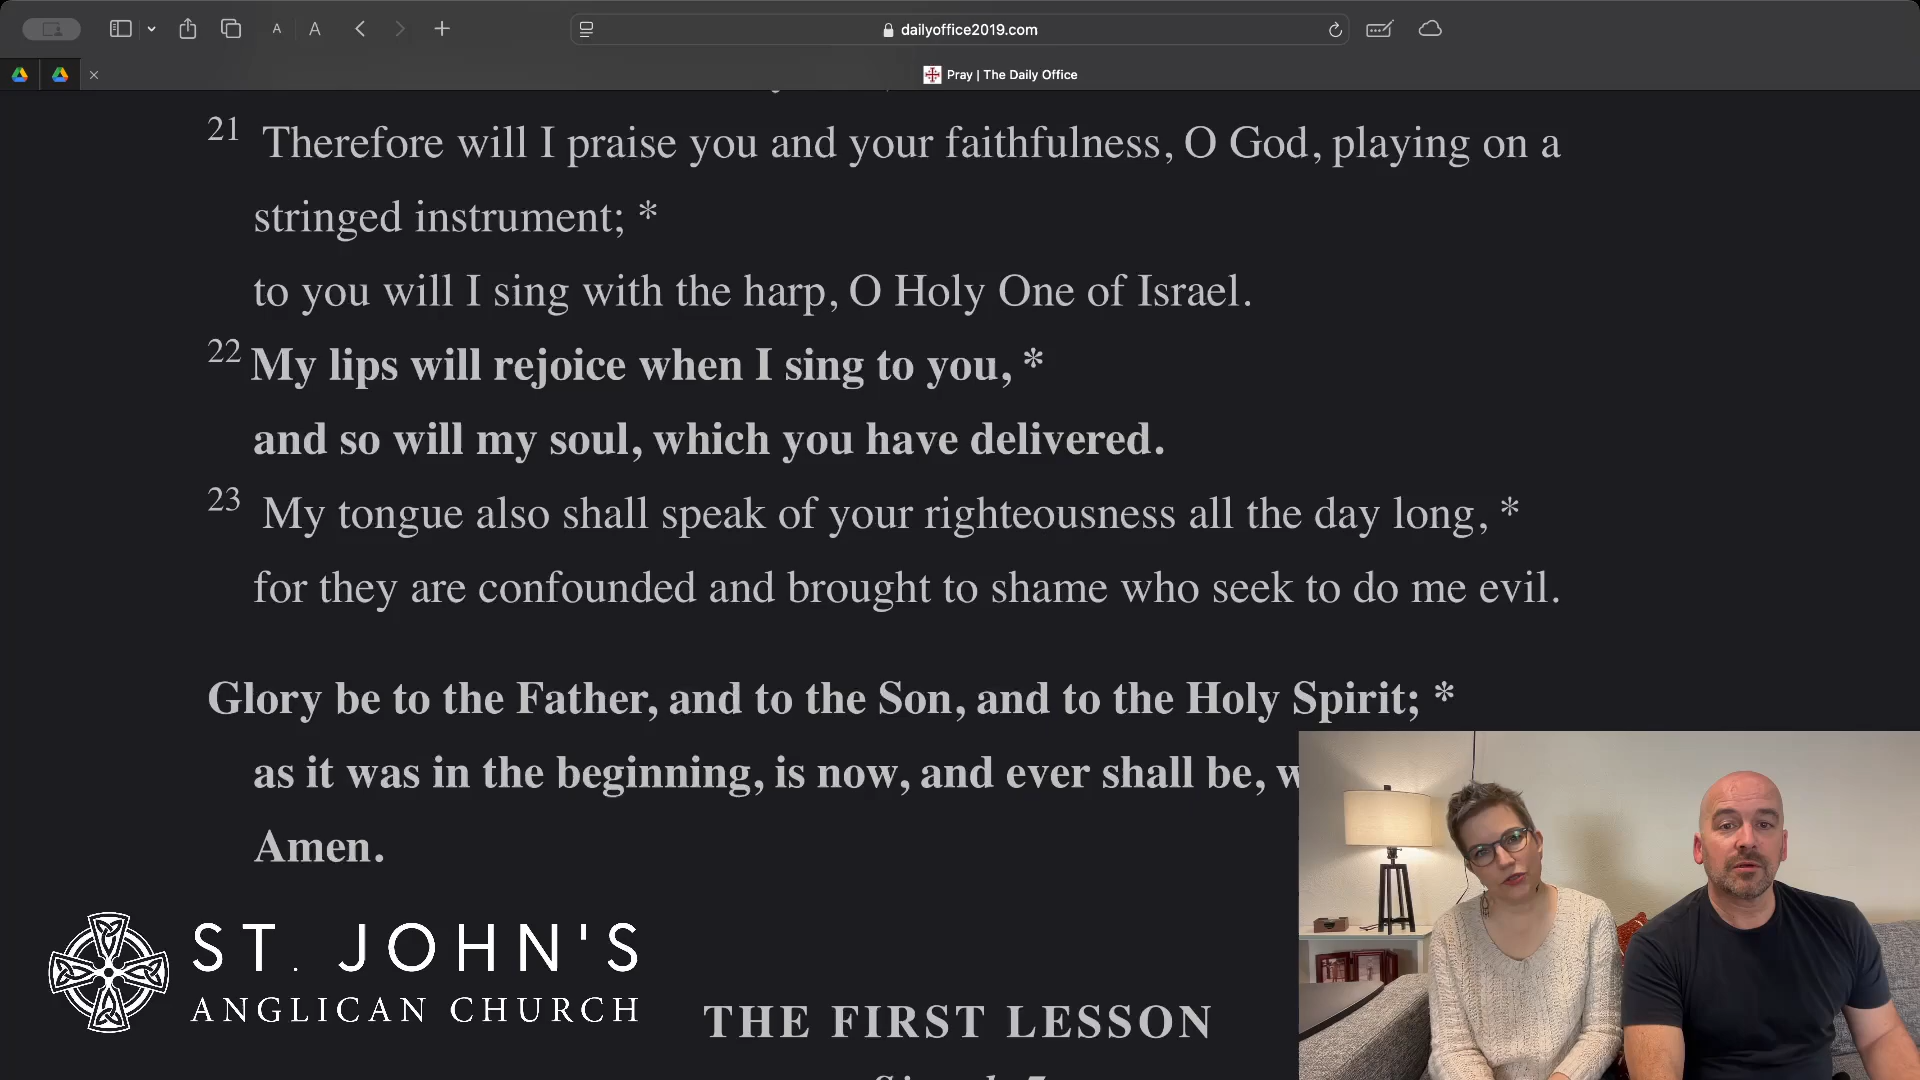 A A
dailyoffice2019.com
Pray | The Daily Office
21 Therefore will I praise you and your faithfulness, O God, playing on a
stringed instrument; *
to you will I sing with the harp, O Holy One of Israel.
22 My lips will rejoice when I sing to you, *
and so will my soul, which you have delivered.
23 My tongue also shall speak of your righteousness all the day long, *
for they are confounded and brought to shame who seek to do me evil.
Glory be to the Father, and to the Son, and to the Holy Spirit; *
as it was in the beginning, is now, and ever shall be,
Amen.
ST. JOHN'S
ANGLICAN CHURCH
THE FIRST LESSON